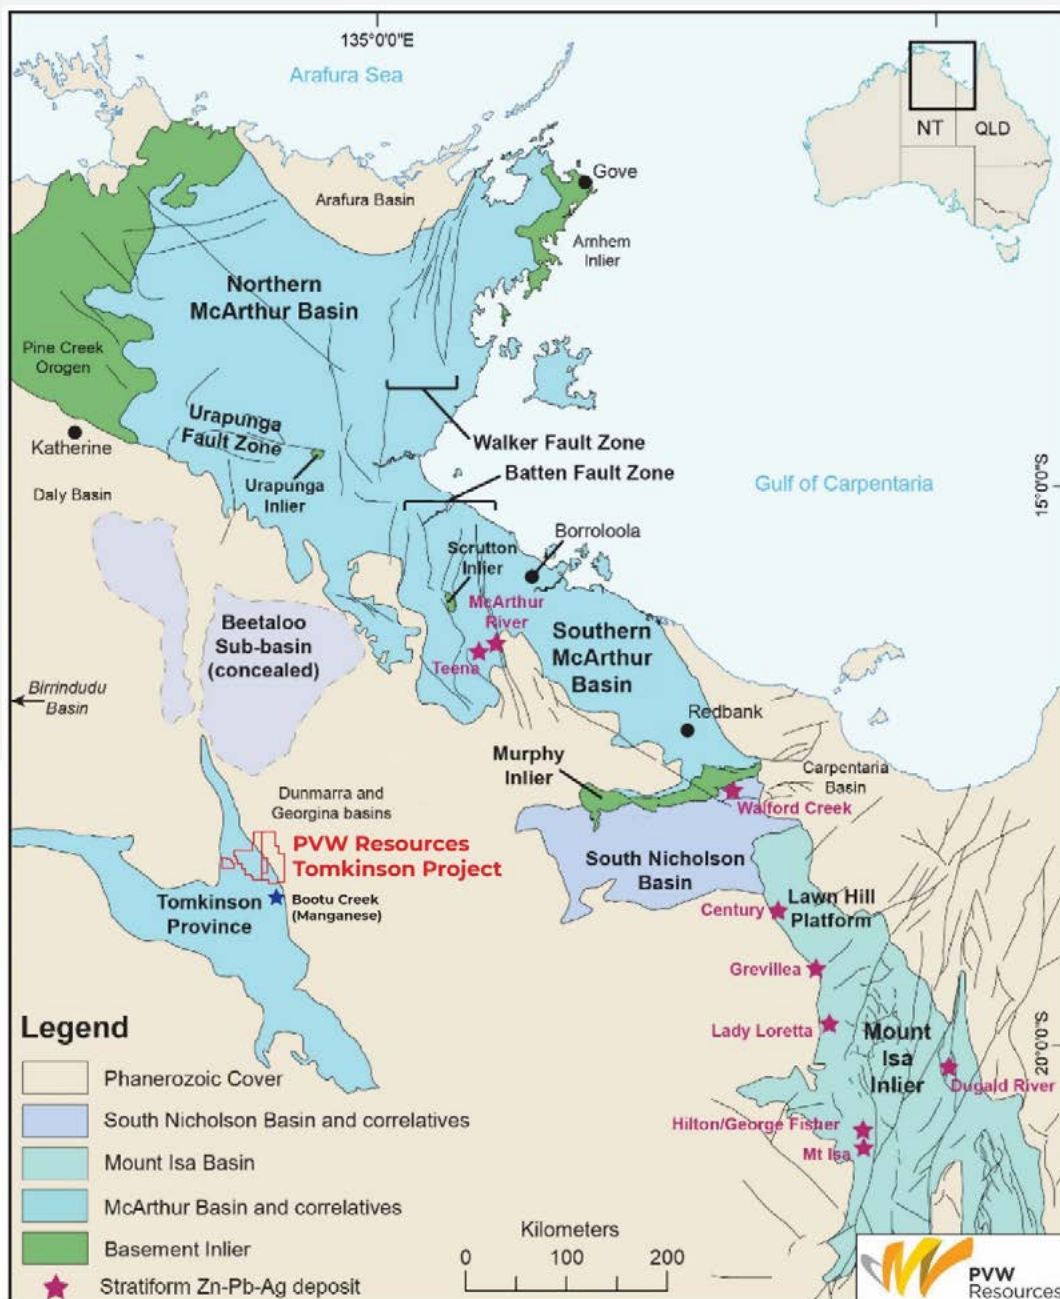 135°0'0"E
Arafura Sea
NT
QLD
Gove
Arafura Basin
Arnhem
Inlier
Northern
McArthur Basin
Pine Creek
Orogen
Urapunga
Fault Zone
Walker Fault Zone
Katherine
Batten Fault Zone
Urapunga
Inlier
Gulf of Carpentaria
15°0'0"S
Daly Basin
Borroloola
Scrutton
Inlier
McArthur
River
Beetaloo
Sub-basin
(concealed)
Southern
McArthur
Basin
Teena
Birrindudu
Basin
Redbank
Murphy
Inlier
Carpentaria
Basin
Dunmarra and
Georgina basins
Walford Creek
PVW Resources
Tomkinson Project
South Nicholson
Basin
Tomkinson
Province
Bootu Creek
(Manganese)
Century
Lawn Hill
Platform
Grevillea
Lady Loretta
Mount
Isa
Inlier
20°0'0"S
Dugald River
Hilton/George Fisher
Mt Isa
Legend
Phanerozoic Cover
South Nicholson Basin and correlatives
Mount Isa Basin
McArthur Basin and correlatives
Basement Inlier
Stratiform Zn-Pb-Ag deposit
Kilometers
0 100 200
PVW
Resources